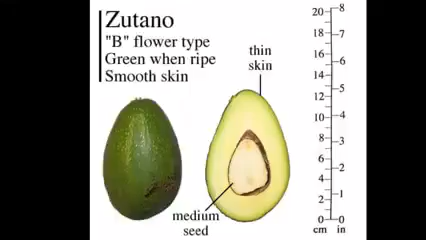 Zutano
"B" flower type
Green when ripe
Smooth skin
thin
skin
medium
seed
20
18
16
14
12
10
8
6
4
2
0
cm
8
7
6
5
4
3
2
1
0
in